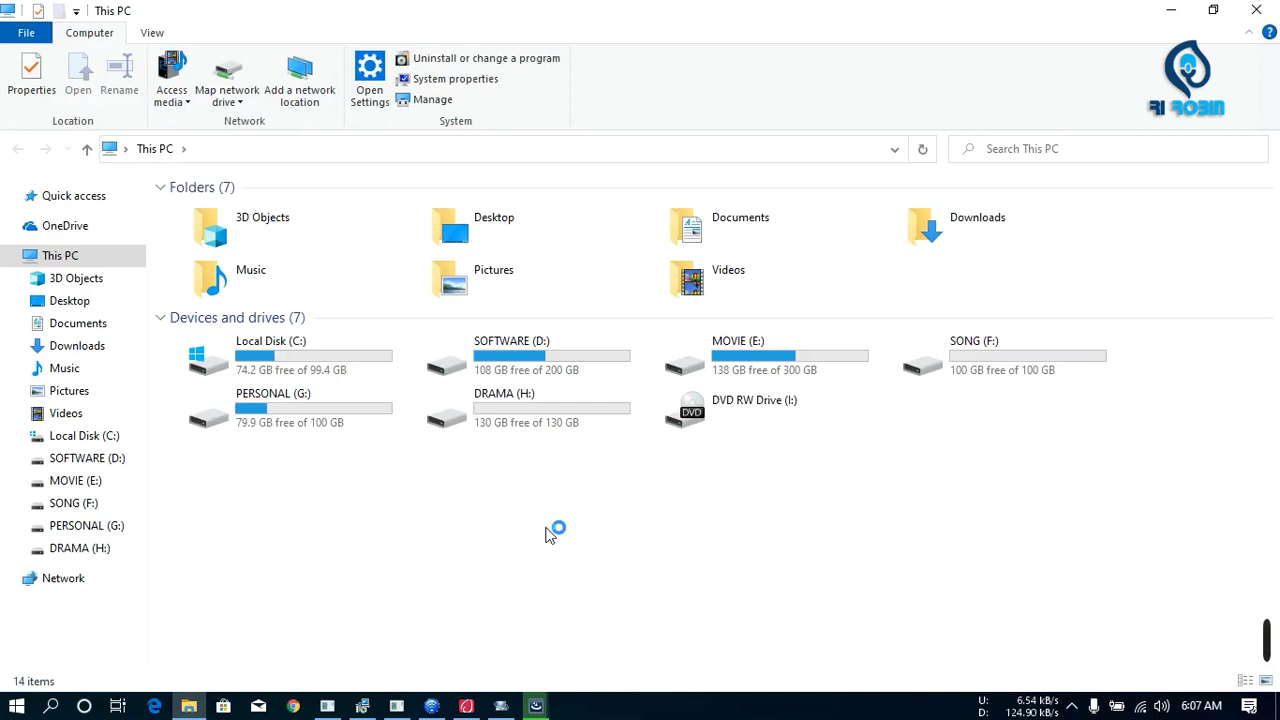 This PC
File Computer View
Properties Open Rename Access media Map network drive Add a network location Open Settings Uninstall or change a program
System properties
Manage
Location Network System
RI ROBIN
This PC Search This PC
Quick access
OneDrive
This PC
3D Objects
Desktop
Documents
Downloads
Music
Pictures
Videos
Local Disk (C:)
SOFTWARE (D:)
MOVIE (E:)
SONG (F:)
PERSONAL (G:)
DRAMA (H:)
Network
Folders (7)
3D Objects Desktop Documents Downloads
Music Pictures Videos
Devices and drives (7)
Local Disk (C:) SOFTWARE (D:) MOVIE (E:) SONG (F:)
74.2 GB free of 99.4 GB 108 GB free of 200 GB 138 GB free of 300 GB 100 GB free of 100 GB
PERSONAL (G:) DRAMA (H:) DVD RW Drive (I:)
DVD
79.9 GB free of 100 GB 130 GB free of 130 GB
14 items
U: 6.54 kB/s
D: 124.90 kB/s
6:07 AM